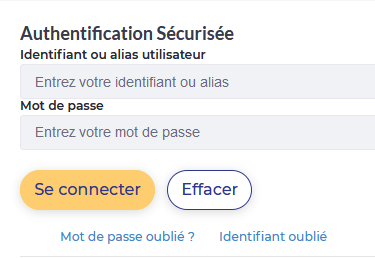 Authentification Sécurisée
Identifiant ou alias utilisateur
Entrez votre identifiant ou alias
Mot de passe
Entrez votre mot de passe
Se connecter Effacer
Mot de passe oublié ? Identifiant oublié